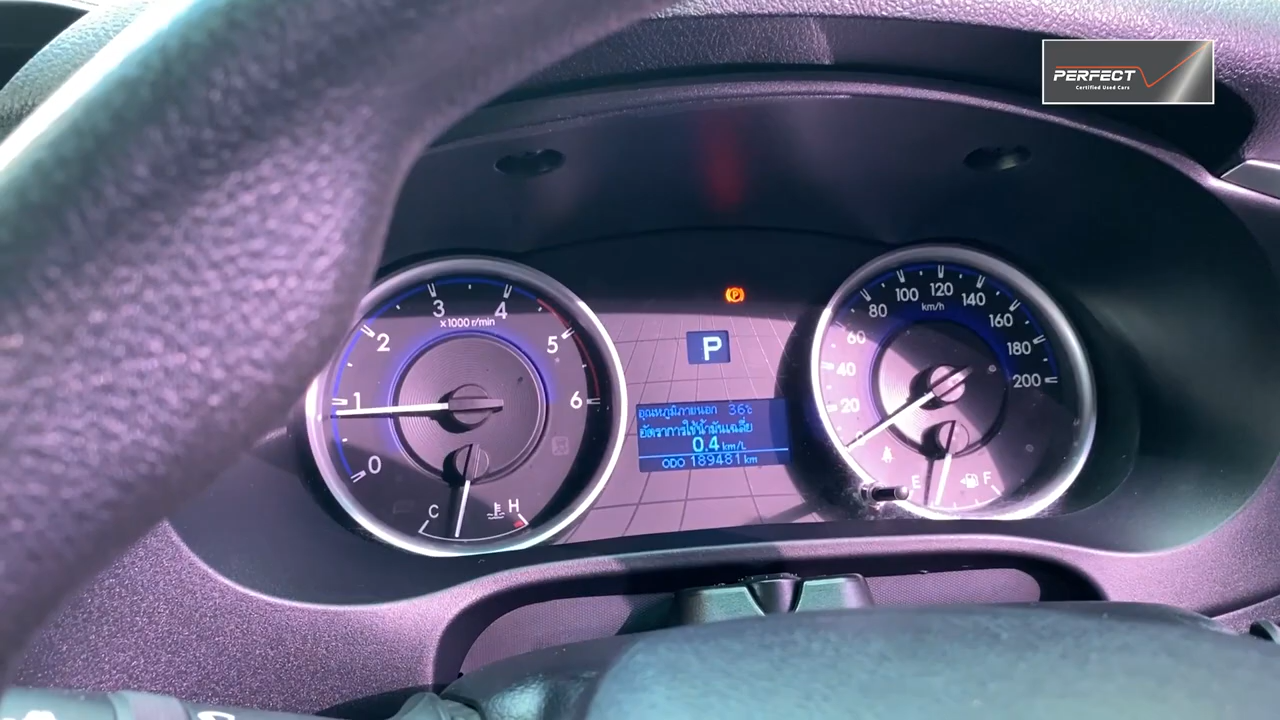 PERFECT
Certified Used Cars
0
1
2
3
4
5
6
x1000 r/min
C
H
P
P
อุณหภูมิภายนอก 36°c
อัตราการใช้น้ำมันเฉลี่ย
0.4 km/L
ODO 189481 km
20
40
60
80
100
120
140
160
180
200
km/h
E
F